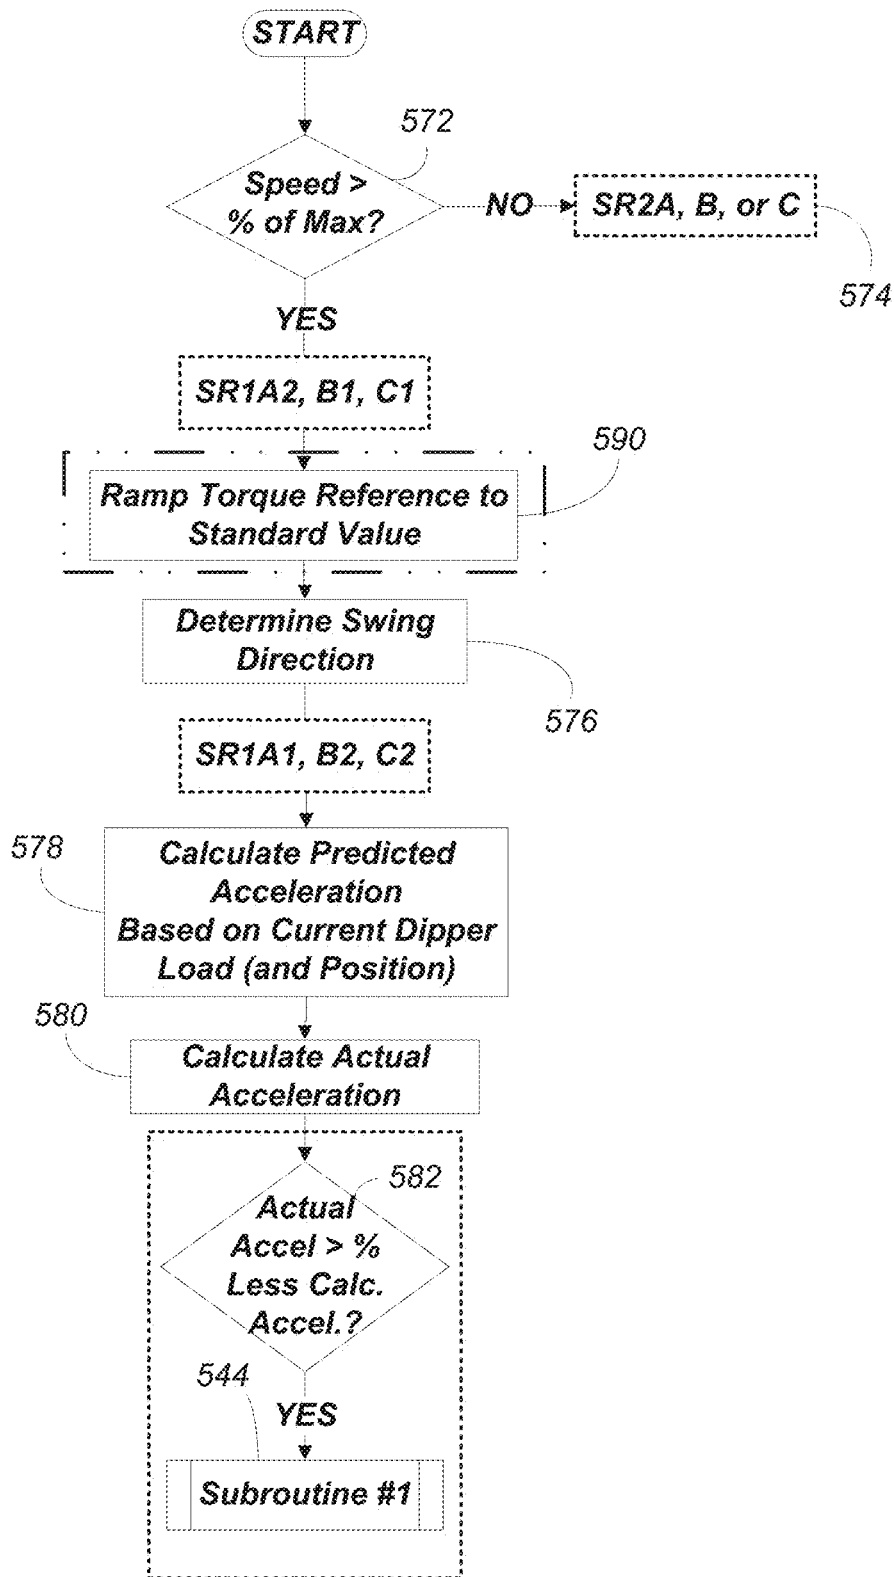 START
572
Speed >
% of Max?
NO
SR2A, B, or C
574
YES
SR1A2, B1, C1
590
Ramp Torque Reference to
Standard Value
Determine Swing
Direction
576
SR1A1, B2, C2
578
Calculate Predicted
Acceleration
Based on Current Dipper
Load (and Position)
580
Calculate Actual
Acceleration
582
Actual
Accel > %
Less Calc.
Accel.?
544
YES
Subroutine #1